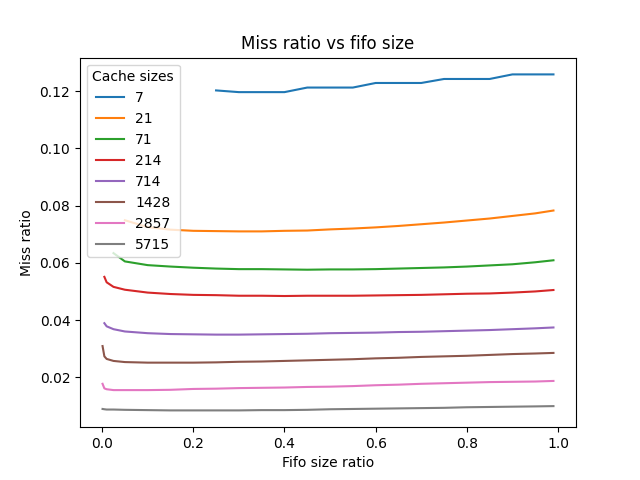 Miss ratio vs fifo size
Cache sizes
7
21
71
214
714
1428
2857
5715
0.12
0.10
0.08
0.06
0.04
0.02
Miss ratio
0.0 0.2 0.4 0.6 0.8 1.0
Fifo size ratio